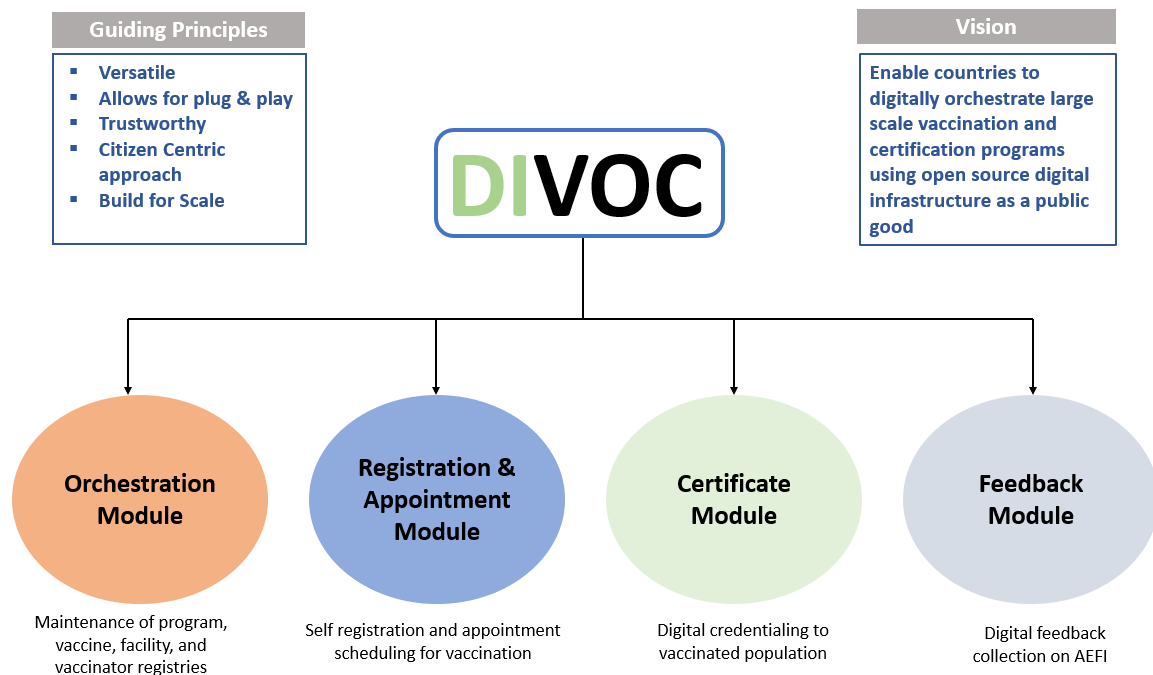 Guiding Principles
▪ Versatile
▪ Allows for plug & play
▪ Trustworthy
▪ Citizen Centric
approach
▪ Build for Scale
Vision
Enable countries to
digitally orchestrate large
scale vaccination and
certification programs
using open source digital
infrastructure as a public
good
DIVOC
Orchestration
Module
Maintenance of program,
vaccine, facility, and
vaccinator registries
Registration &
Appointment
Module
Self registration and appointment
scheduling for vaccination
Certificate
Module
Digital credentialing to
vaccinated population
Feedback
Module
Digital feedback
collection on AEFI